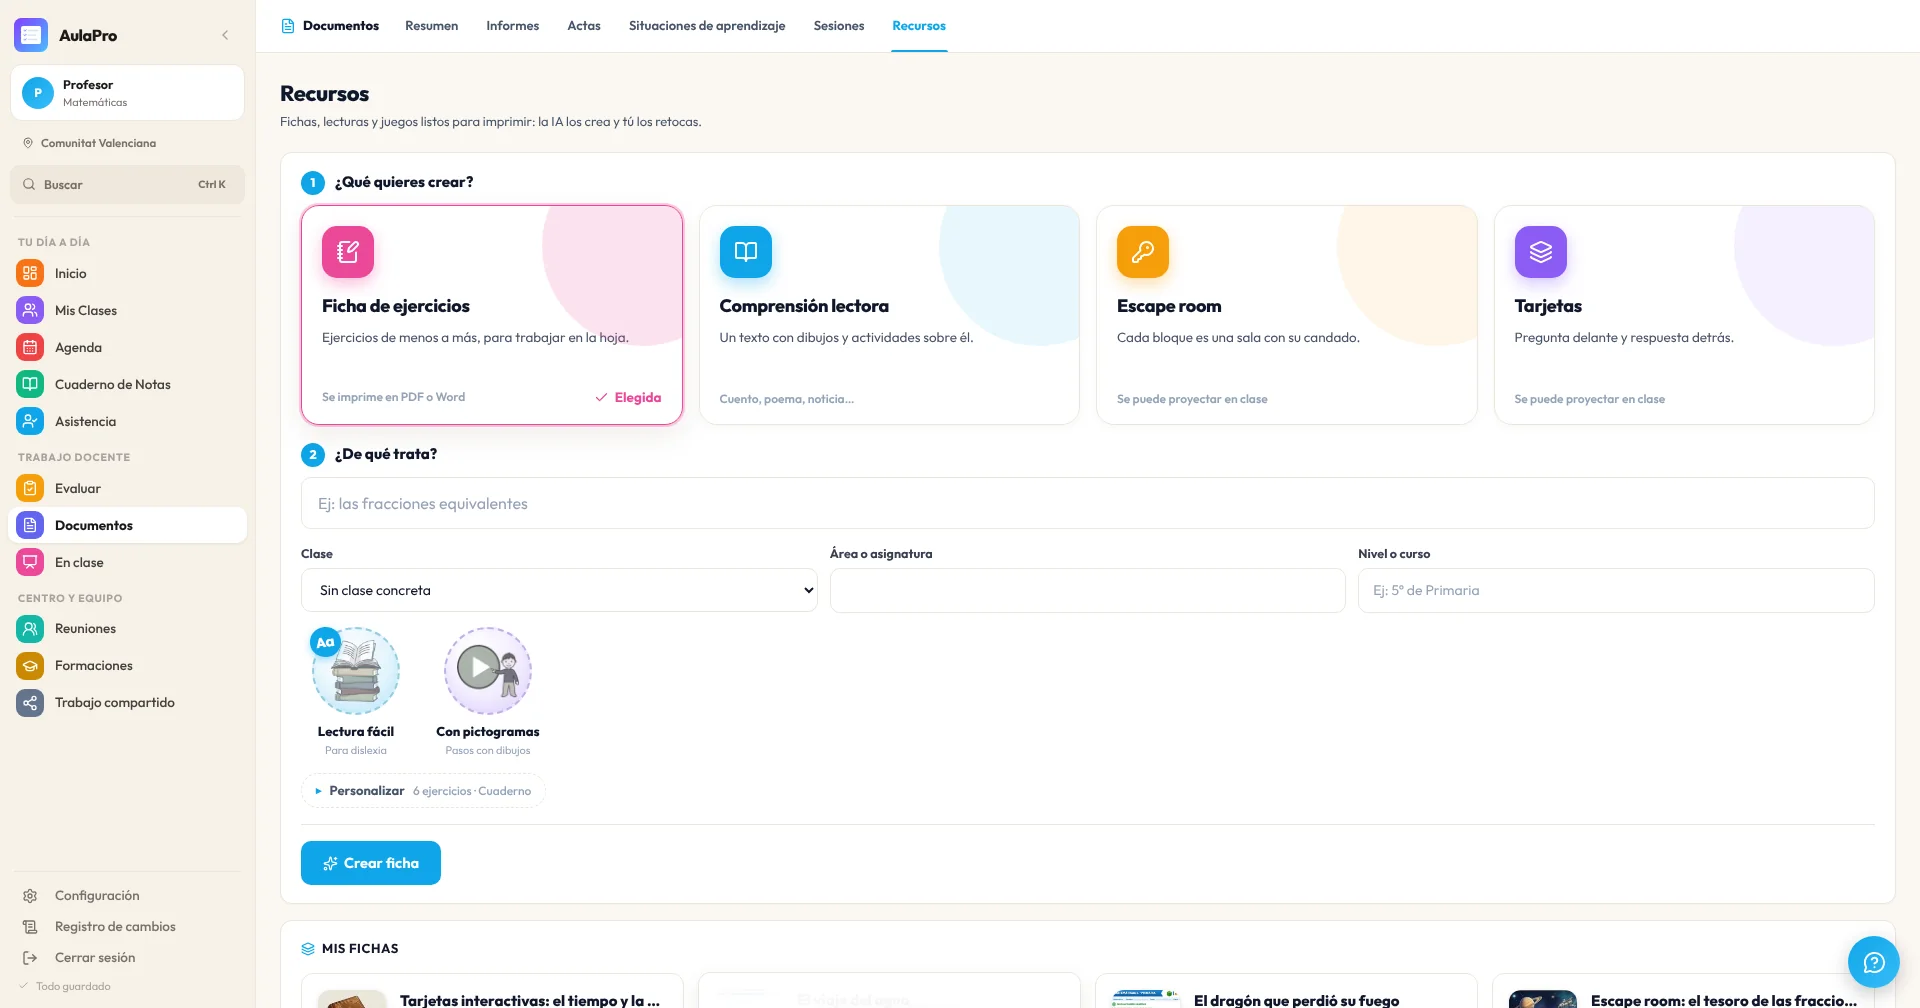 AulaPro
P
Profesor
Matemáticas
Comunitat Valenciana
Buscar
Ctrl K
TU DÍA A DÍA
Inicio
Mis Clases
Agenda
Cuaderno de Notas
Asistencia
TRABAJO DOCENTE
Evaluar
Documentos
En clase
CENTRO Y EQUIPO
Reuniones
Formaciones
Trabajo compartido
Configuración
Registro de cambios
Cerrar sesión
Todo guardado
Documentos
Resumen
Informes
Actas
Situaciones de aprendizaje
Sesiones
Recursos
Recursos
Fichas, lecturas y juegos listos para imprimir: la IA los crea y tú los retocas.
1 ¿Qué quieres crear?
Ficha de ejercicios
Ejercicios de menos a más, para trabajar en la hoja.
Se imprime en PDF o Word
Elegida
Comprensión lectora
Un texto con dibujos y actividades sobre él.
Cuento, poema, noticia...
Escape room
Cada bloque es una sala con su candado.
Se puede proyectar en clase
Tarjetas
Pregunta delante y respuesta detrás.
Se puede proyectar en clase
2 ¿De qué trata?
Ej: las fracciones equivalentes
Clase
Sin clase concreta
Área o asignatura
Nivel o curso
Ej: 5º de Primaria
Aa
Lectura fácil
Para dislexia
Con pictogramas
Pasos con dibujos
Personalizar 6 ejercicios · Cuaderno
Crear ficha
MIS FICHAS
Tarjetas interactivas: el tiempo y la ...
El viaje del agua
El dragón que perdió su fuego
Escape room: el tesoro de las fraccio...